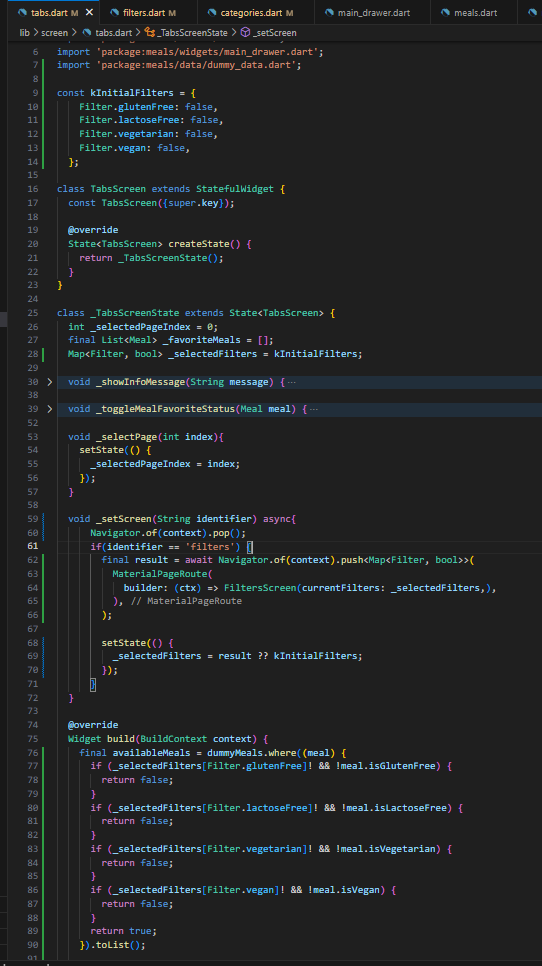 tabs.dart M ×
filters.dart M
categories.dart M
main_drawer.dart
meals.dart
lib > screen > tabs.dart > _TabsScreenState > _setScreen
6 import 'package:meals/widgets/main_drawer.dart';
7 import 'package:meals/data/dummy_data.dart';
8
9 const kInitialFilters = {
10 Filter.glutenFree: false,
11 Filter.lactoseFree: false,
12 Filter.vegetarian: false,
13 Filter.vegan: false,
14 };
15
16 class TabsScreen extends StatefulWidget {
17 const TabsScreen({super.key});
18
19 @override
20 State<TabsScreen> createState() {
21 return _TabsScreenState();
22 }
23 }
24
25 class _TabsScreenState extends State<TabsScreen> {
26 int _selectedPageIndex = 0;
27 final List<Meal> _favoriteMeals = [];
28 Map<Filter, bool> _selectedFilters = kInitialFilters;
29
30 > void _showInfoMessage(String message) { ···
38
39 > void _toggleMealFavoriteStatus(Meal meal) { ···
52
53 void _selectPage(int index){
54 setState(() {
55 _selectedPageIndex = index;
56 });
57 }
58
59 void _setScreen(String identifier) async{
60 Navigator.of(context).pop();
61 if(identifier == 'filters') {
62 final result = await Navigator.of(context).push<Map<Filter, bool>>(
63 MaterialPageRoute(
64 builder: (ctx) => FiltersScreen(currentFilters: _selectedFilters,),
65 ), // MaterialPageRoute
66 );
67
68 setState(() {
69 _selectedFilters = result ?? kInitialFilters;
70 });
71 }
72 }
73
74 @override
75 Widget build(BuildContext context) {
76 final availableMeals = dummyMeals.where((meal) {
77 if (_selectedFilters[Filter.glutenFree]! && !meal.isGlutenFree) {
78 return false;
79 }
80 if (_selectedFilters[Filter.lactoseFree]! && !meal.isLactoseFree) {
81 return false;
82 }
83 if (_selectedFilters[Filter.vegetarian]! && !meal.isVegetarian) {
84 return false;
85 }
86 if (_selectedFilters[Filter.vegan]! && !meal.isVegan) {
87 return false;
88 }
89 return true;
90 }).toList();
91